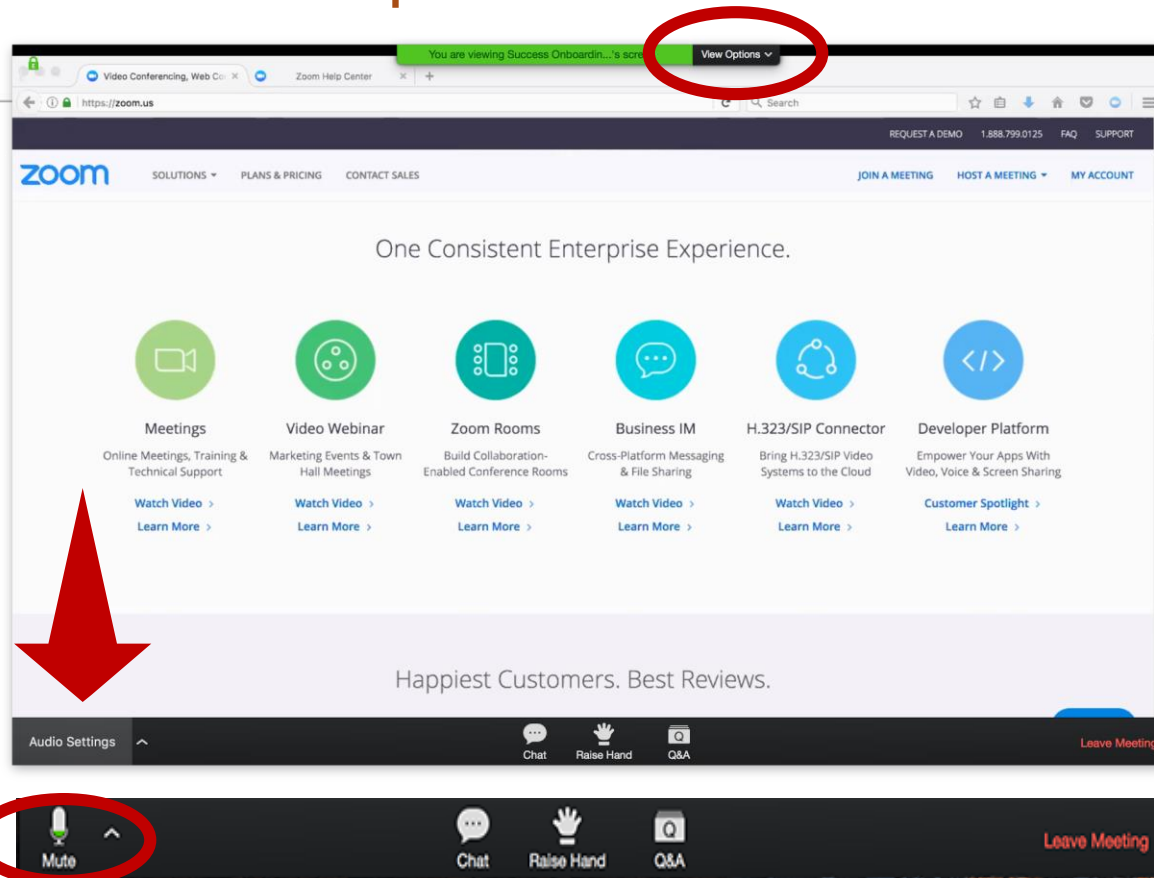 You are viewing Success Onboardin...'s scre
View Options
Video Conferencing, Web Co
Zoom Help Center
https://zoom.us
Search
REQUEST A DEMO 1.888.799.0125 FAQ SUPPORT
zoom SOLUTIONS PLANS & PRICING CONTACT SALES JOIN A MEETING HOST A MEETING MY ACCOUNT
One Consistent Enterprise Experience.
Meetings
Online Meetings, Training &
Technical Support
Watch Video >
Learn More >
Video Webinar
Marketing Events & Town
Hall Meetings
Watch Video >
Learn More >
Zoom Rooms
Build Collaboration-
Enabled Conference Rooms
Watch Video >
Learn More >
Business IM
Cross-Platform Messaging
& File Sharing
Watch Video >
Learn More >
H.323/SIP Connector
Bring H.323/SIP Video
Systems to the Cloud
Watch Video >
Learn More >
Developer Platform
Empower Your Apps With
Video, Voice & Screen Sharing
Customer Spotlight >
Learn More >
Happiest Customers. Best Reviews.
Audio Settings
Chat
Raise Hand
Q&A
Leave Meeting
Mute
Chat
Raise Hand
Q&A
Leave Meeting